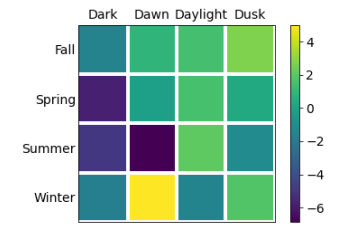 Dark Dawn Daylight Dusk
Fall
Spring
Summer
Winter
4
2
0
−2
−4
−6